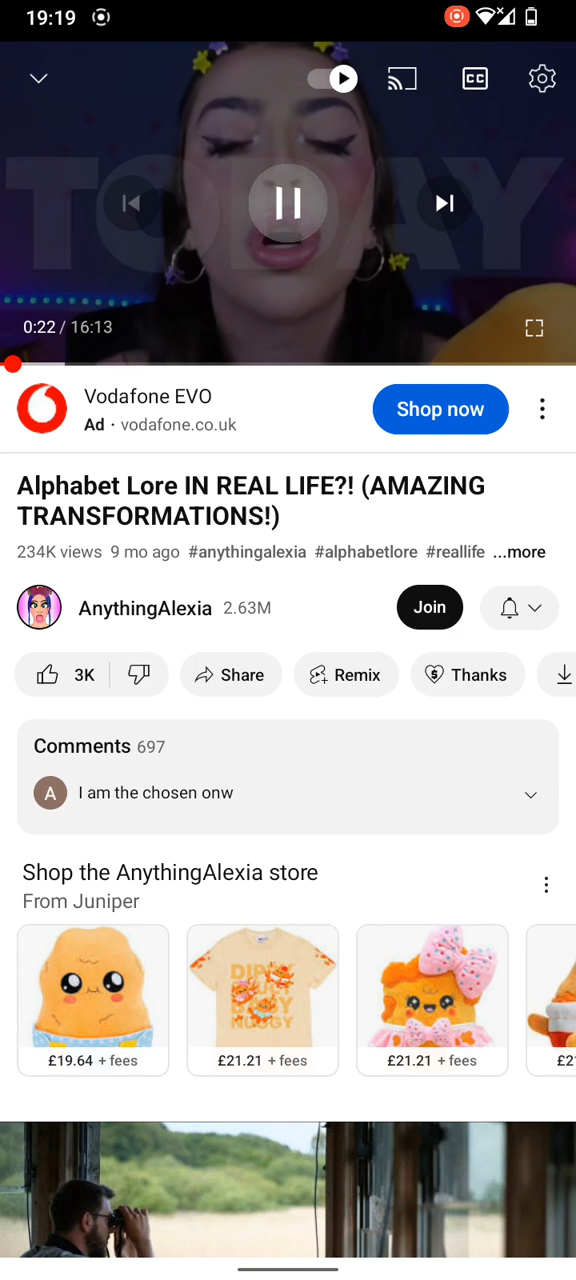 19:19
TODAY
0:22 / 16:13
Vodafone EVO
Shop now
Ad · vodafone.co.uk
Alphabet Lore IN REAL LIFE?! (AMAZING
TRANSFORMATIONS!)
234K views 9 mo ago #anythingalexia #alphabetlore #reallife ...more
AnythingAlexia 2.63M
Join
3K
Share
Remix
Thanks
Comments 697
A
I am the chosen onw
Shop the AnythingAlexia store
From Juniper
£19.64 + fees
£21.21 + fees
£21.21 + fees